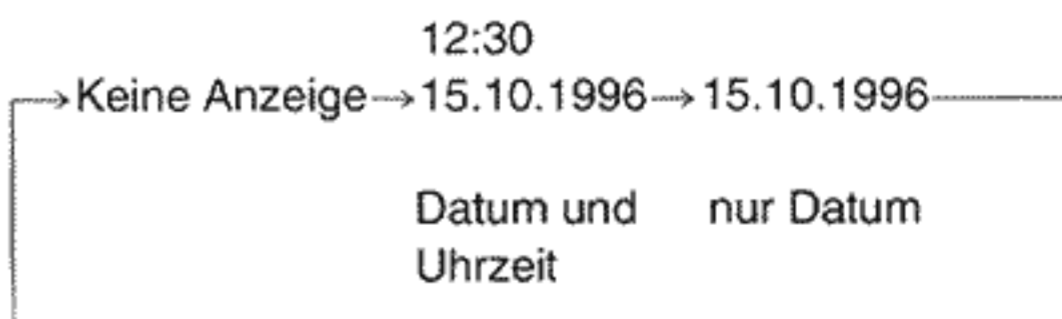 12:30
Keine Anzeige → 15.10.1996 → 15.10.1996
Datum und nur Datum
Uhrzeit